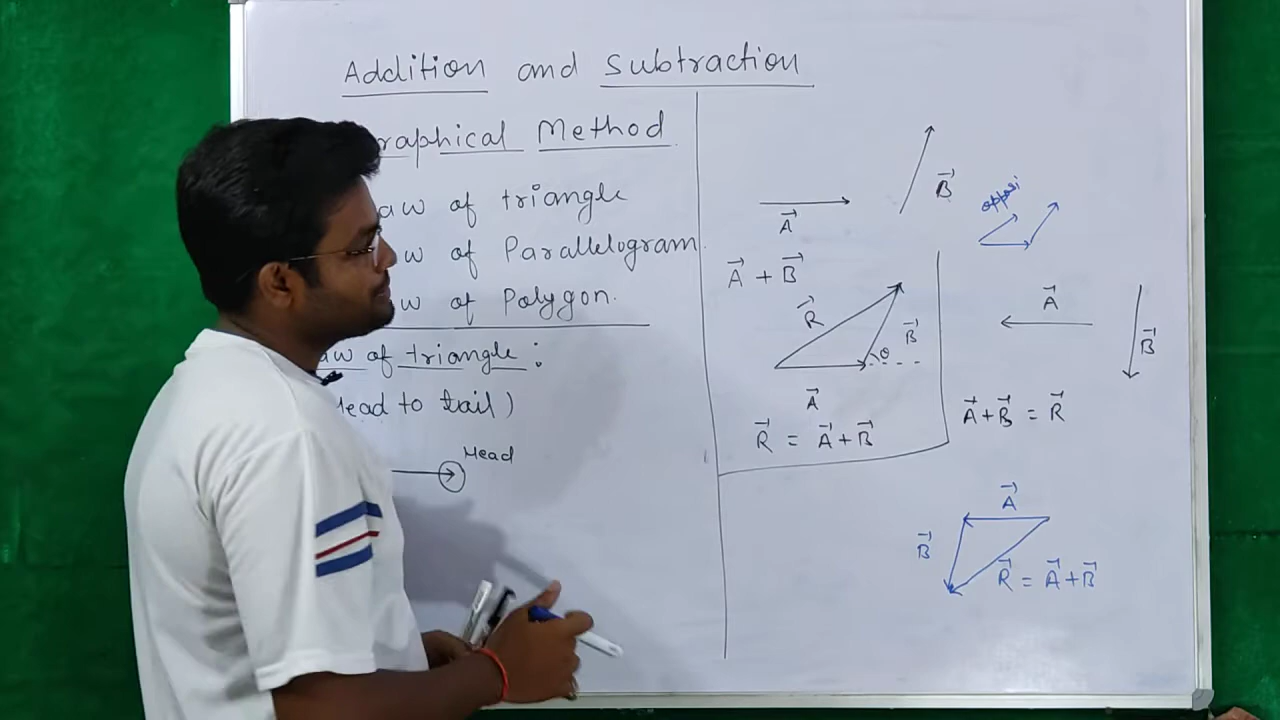 Addition and Subtraction
raphical Method
aw of triangle
w of Parallelogram.
w of Polygon.
aw of triangle :
ead to tail)
Head
A⃗
B⃗
A⃗ + B⃗
R⃗
B⃗
θ
A⃗
R⃗ = A⃗ + B⃗
A⃗
B⃗
A⃗ + B⃗ = R⃗
A⃗
B⃗
R⃗ = A⃗ + B⃗